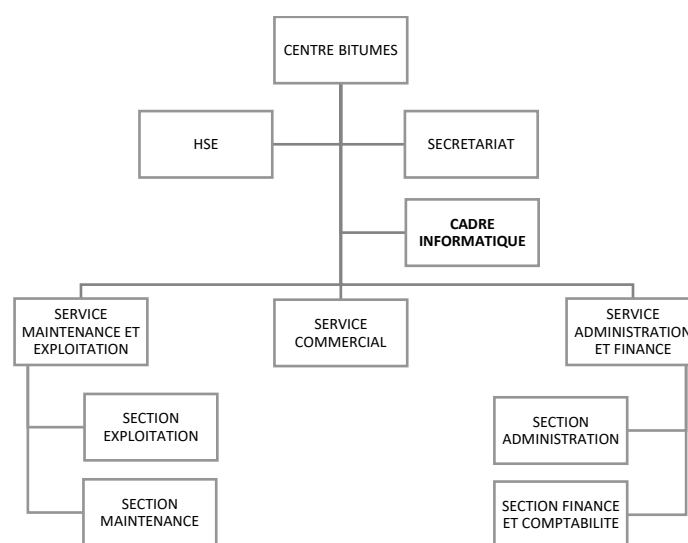 CENTRE BITUMES
HSE
SECRETARIAT
CADRE
INFORMATIQUE
SERVICE
MAINTENANCE ET
EXPLOITATION
SERVICE
COMMERCIAL
SERVICE
ADMINISTRATION
ET FINANCE
SECTION
EXPLOITATION
SECTION
ADMINISTRATION
SECTION
MAINTENANCE
SECTION FINANCE
ET COMPTABILITE